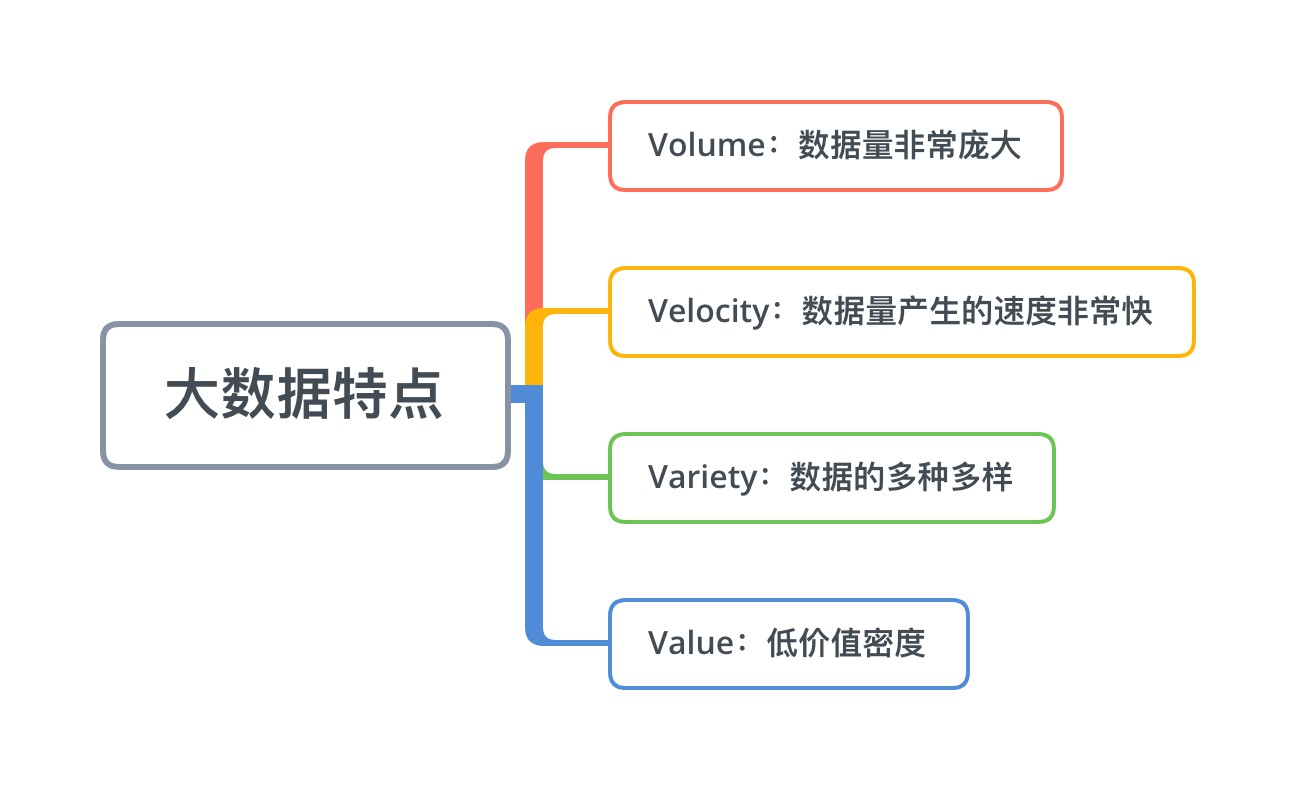 大数据特点
Volume：数据量非常庞大
Velocity：数据量产生的速度非常快
Variety：数据的多种多样
Value：低价值密度